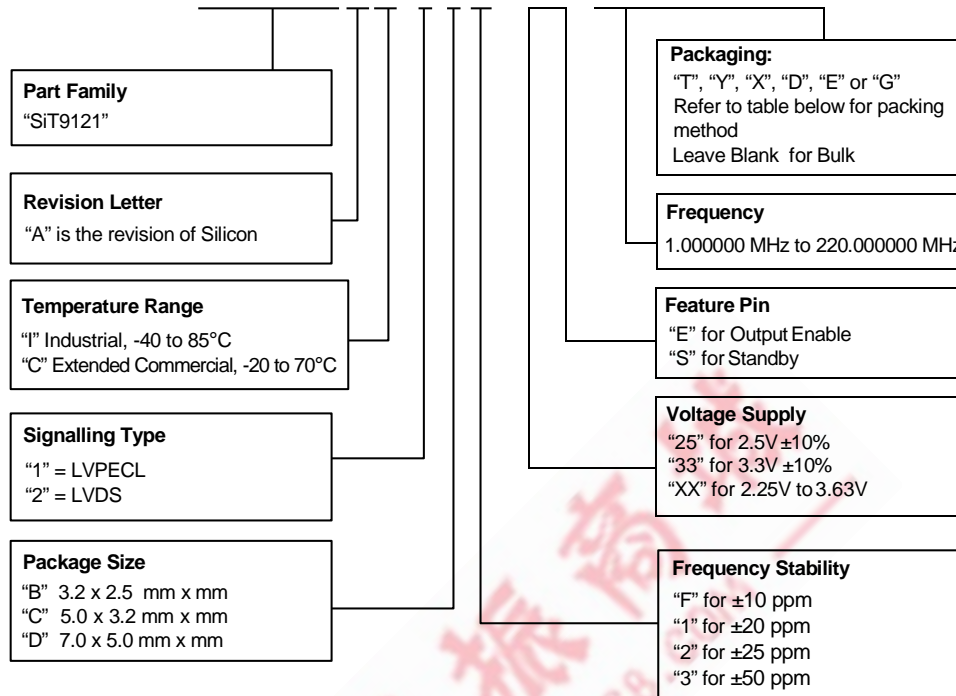 Part Family
“SiT9121”
Revision Letter
“A” is the revision of Silicon
Temperature Range
“I” Industrial, -40 to 85°C
“C” Extended Commercial, -20 to 70°C
Signalling Type
“1” = LVPECL
“2” = LVDS
Package Size
“B” 3.2 x 2.5 mm x mm
“C” 5.0 x 3.2 mm x mm
“D” 7.0 x 5.0 mm x mm
Packaging:
“T”, “Y”, “X”, “D”, “E” or “G”
Refer to table below for packing
method
Leave Blank for Bulk
Frequency
1.000000 MHz to 220.000000 MHz
Feature Pin
“E” for Output Enable
“S” for Standby
Voltage Supply
“25” for 2.5V ±10%
“33” for 3.3V ±10%
“XX” for 2.25V to 3.63V
Frequency Stability
“F” for ±10 ppm
“1” for ±20 ppm
“2” for ±25 ppm
“3” for ±50 ppm
振商城